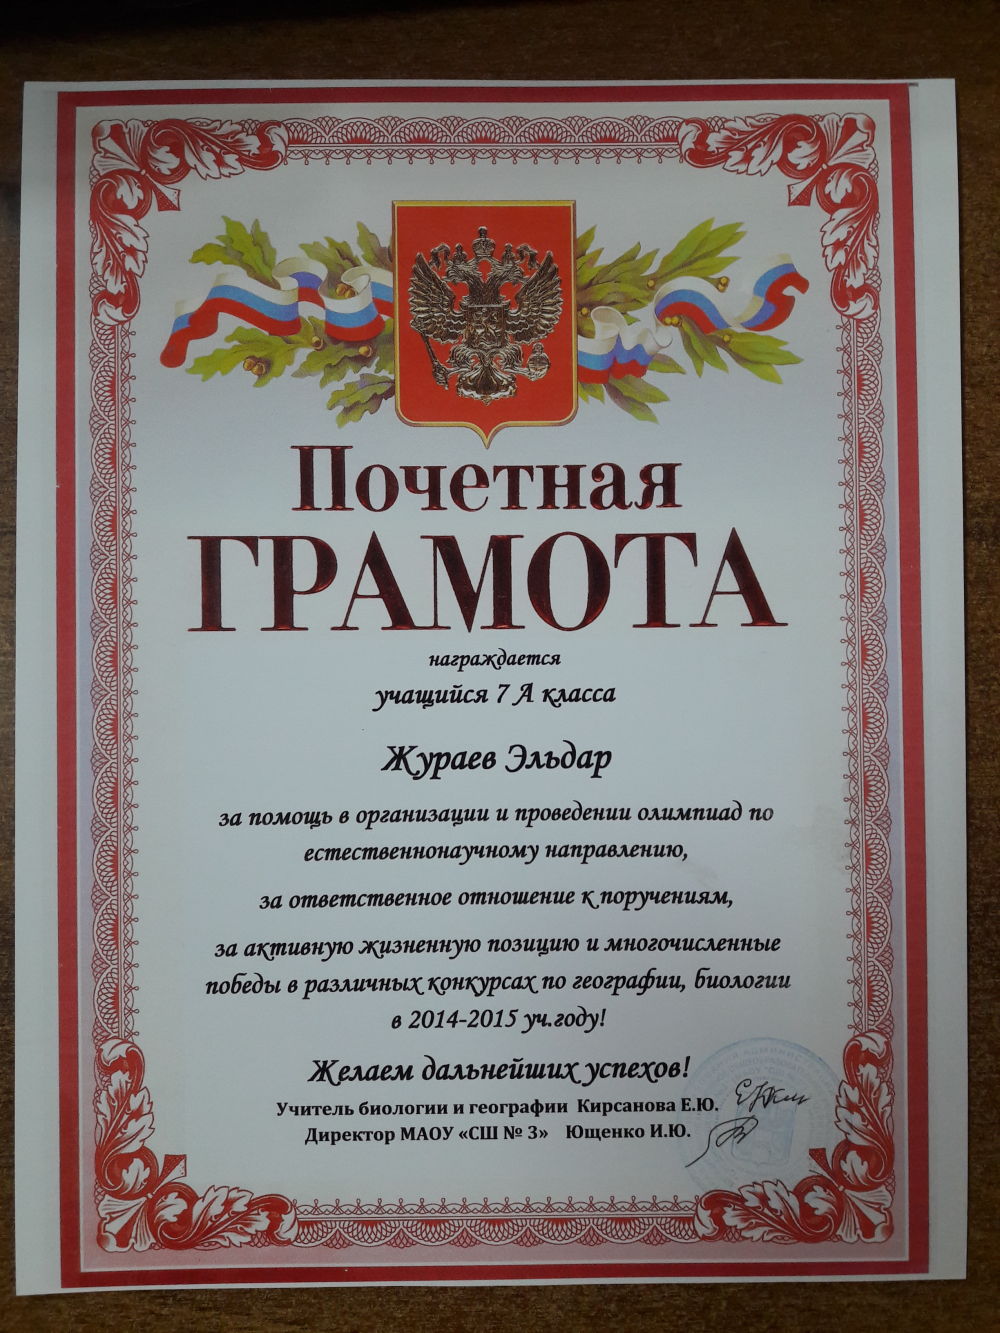 Почетная
ГРАМОТА
награждается
учащийся 7 А класса
Жураев Эльдар
за помощь в организации и проведении олимпиад по
естественнонаучному направлению,
за ответственное отношение к поручениям,
за активную жизненную позицию и многочисленные
победы в различных конкурсах по географии, биологии
в 2014-2015 уч.году!
Желаем дальнейших успехов!
Учитель биологии и географии Кирсанова Е.Ю.
Директор МАОУ «СШ № 3» Ющенко И.Ю.